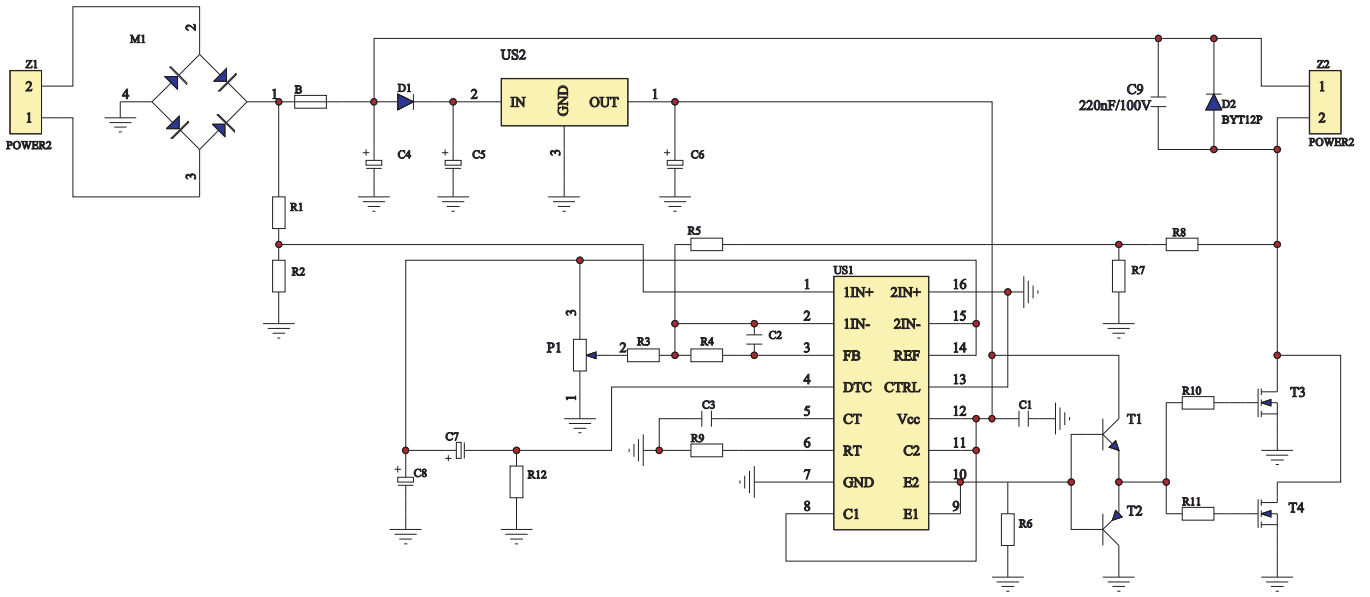 M1
2
US2
Z1
2
1
POWER2
4
1
B
D1
2
IN
GND
OUT
1
C9
220nF/100V
D2
BYT12P
Z2
1
2
POWER2
3
3
+
C4
+
C5
+
C6
R1
R2
R5
R8
R7
US1
1
1IN+
2IN+
16
2
1IN-
2IN-
15
3
FB
REF
14
4
DTC
CTRL
13
5
CT
Vcc
12
6
RT
C2
11
7
GND
E2
10
8
C1
E1
9
3
P1
2
R3
R4
C2
1
C3
R9
C1
C7
+
+
C8
R12
R6
T1
T2
R10
R11
T3
T4